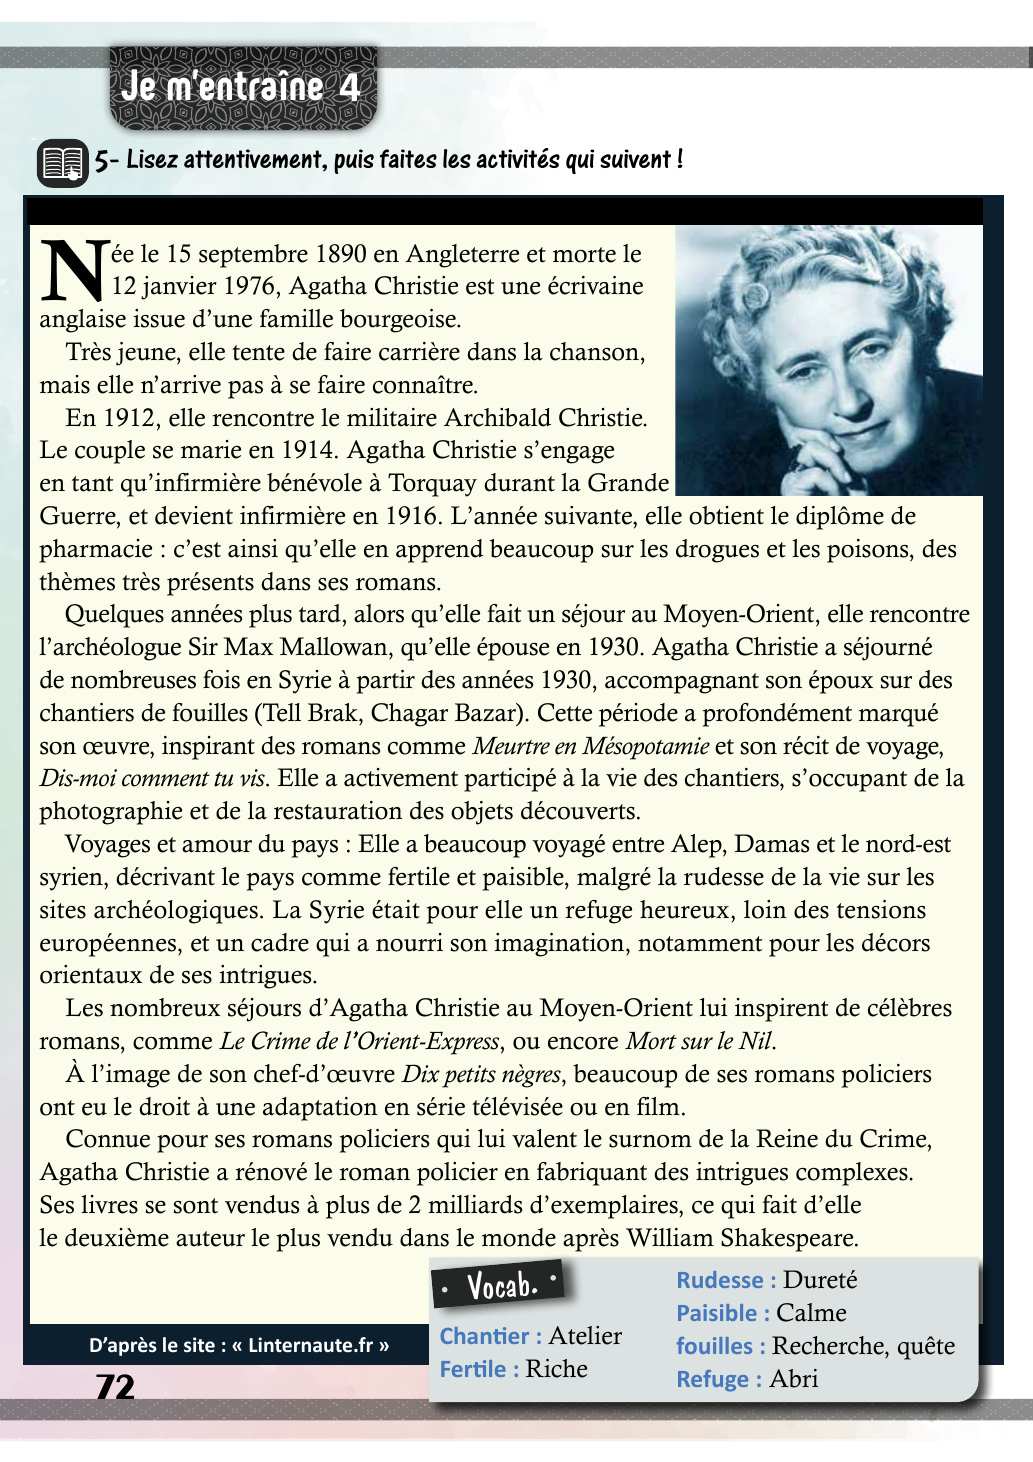 Je m'entraîne 4
5- Lisez attentivement, puis faites les activités qui suivent !
Née le 15 septembre 1890 en Angleterre et morte le
12 janvier 1976, Agatha Christie est une écrivaine
anglaise issue d’une famille bourgeoise.
Très jeune, elle tente de faire carrière dans la chanson,
mais elle n’arrive pas à se faire connaître.
En 1912, elle rencontre le militaire Archibald Christie.
Le couple se marie en 1914. Agatha Christie s’engage
en tant qu’infirmière bénévole à Torquay durant la Grande
Guerre, et devient infirmière en 1916. L’année suivante, elle obtient le diplôme de
pharmacie : c’est ainsi qu’elle en apprend beaucoup sur les drogues et les poisons, des
thèmes très présents dans ses romans.
Quelques années plus tard, alors qu’elle fait un séjour au Moyen-Orient, elle rencontre
l’archéologue Sir Max Mallowan, qu’elle épouse en 1930. Agatha Christie a séjourné
de nombreuses fois en Syrie à partir des années 1930, accompagnant son époux sur des
chantiers de fouilles (Tell Brak, Chagar Bazar). Cette période a profondément marqué
son œuvre, inspirant des romans comme Meurtre en Mésopotamie et son récit de voyage,
Dis-moi comment tu vis. Elle a activement participé à la vie des chantiers, s’occupant de la
photographie et de la restauration des objets découverts.
Voyages et amour du pays : Elle a beaucoup voyagé entre Alep, Damas et le nord-est
syrien, décrivant le pays comme fertile et paisible, malgré la rudesse de la vie sur les
sites archéologiques. La Syrie était pour elle un refuge heureux, loin des tensions
européennes, et un cadre qui a nourri son imagination, notamment pour les décors
orientaux de ses intrigues.
Les nombreux séjours d’Agatha Christie au Moyen-Orient lui inspirent de célèbres
romans, comme Le Crime de l’Orient-Express, ou encore Mort sur le Nil.
À l’image de son chef-d’œuvre Dix petits nègres, beaucoup de ses romans policiers
ont eu le droit à une adaptation en série télévisée ou en film.
Connue pour ses romans policiers qui lui valent le surnom de la Reine du Crime,
Agatha Christie a rénové le roman policier en fabriquant des intrigues complexes.
Ses livres se sont vendus à plus de 2 milliards d’exemplaires, ce qui fait d’elle
le deuxième auteur le plus vendu dans le monde après William Shakespeare.
D’après le site : « Linternaute.fr »
Vocab.
Chantier : Atelier
Fertile : Riche
Rudesse : Dureté
Paisible : Calme
fouilles : Recherche, quête
Refuge : Abri
72